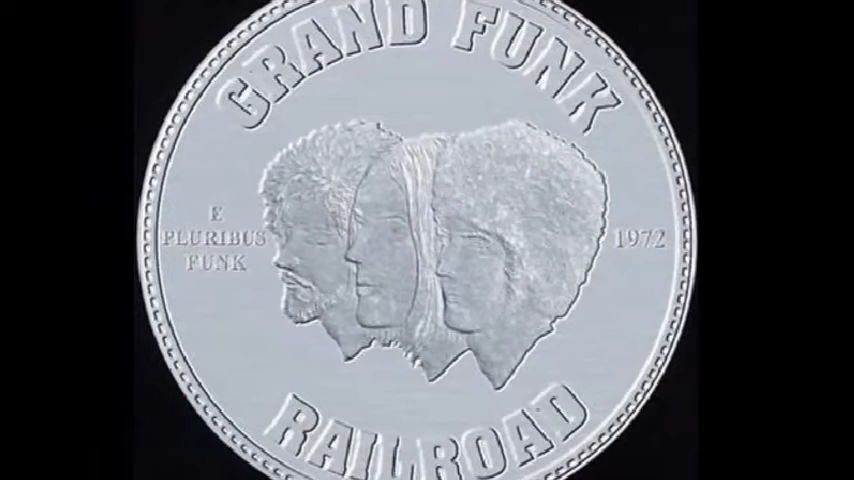 GRAND FUNK
E
PLURIBUS
FUNK
1972
RAILROAD